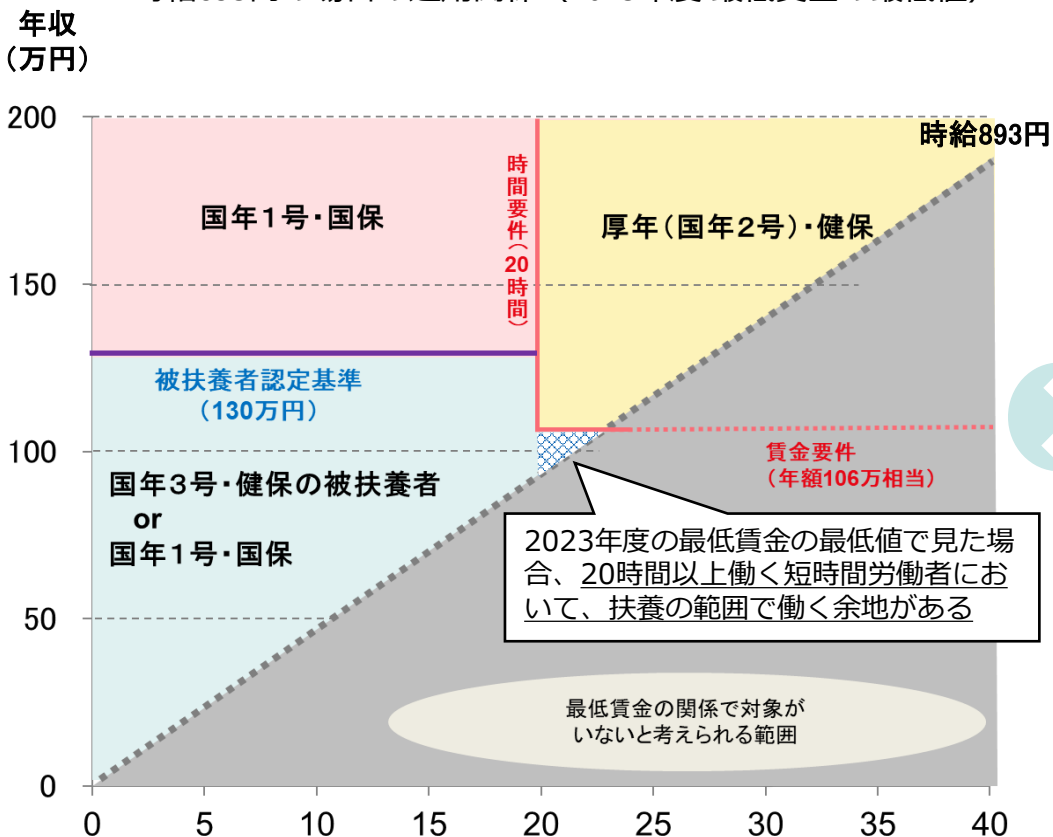 年収
(万円)
200
時給893円
時間要件(20時間)
国年1号・国保
厚年(国年2号)・健保
150
被扶養者認定基準
(130万円)
100
賃金要件
(年額106万相当)
国年3号・健保の被扶養者
or
国年1号・国保
2023年度の最低賃金の最低値で見た場
合、20時間以上働く短時間労働者にお
いて、扶養の範囲で働く余地がある
50
最低賃金の関係で対象が
いないと考えられる範囲
0
0 5 10 15 20 25 30 35 40